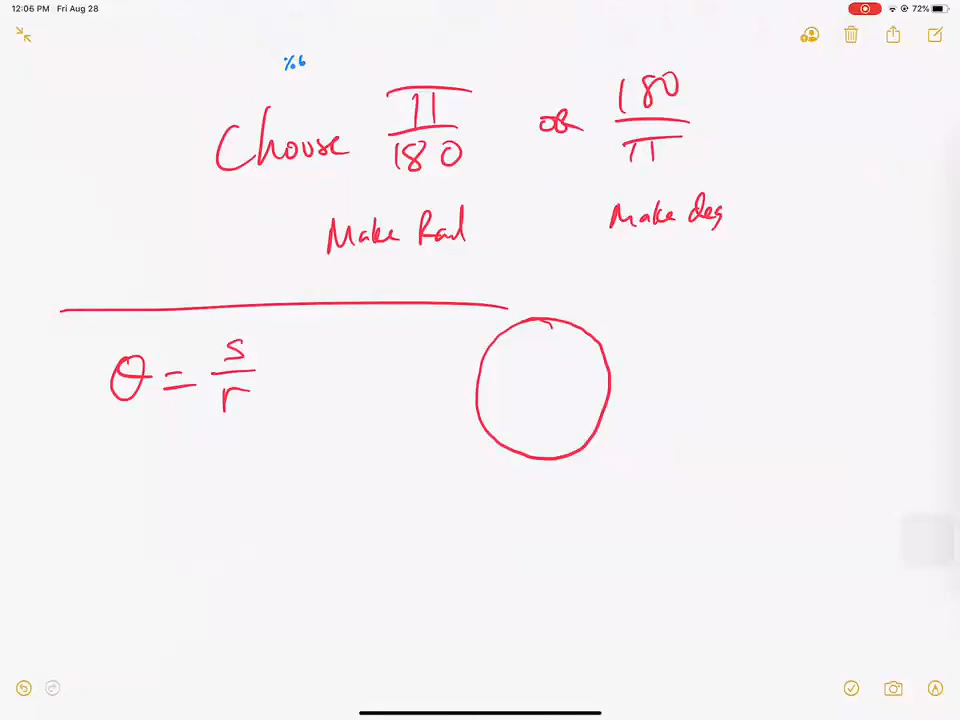 12:06 PM Fri Aug 28
72%
Choose π/180 OR 180/π
Make Rad
Make deg
θ = s/r